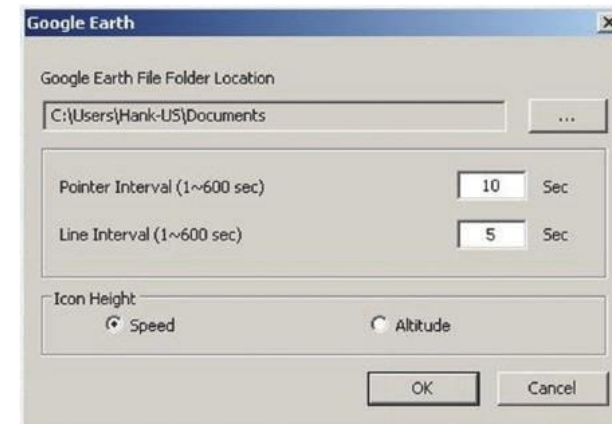 Google Earth
Google Earth File Folder Location
C:\Users\Hank-US\Documents
...
Pointer Interval (1~600 sec) 10 Sec
Line Interval (1~600 sec) 5 Sec
Icon Height
Speed Altitude
OK Cancel